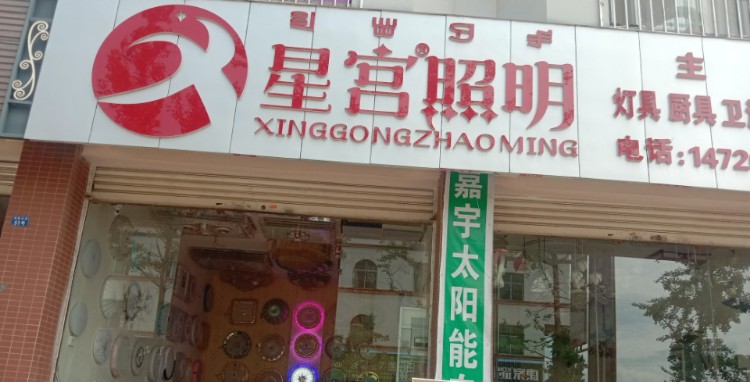 星宫®照明
XINGGONGZHAOMING
主
灯具 厨具 卫
电话:1472
嘉宇太阳能